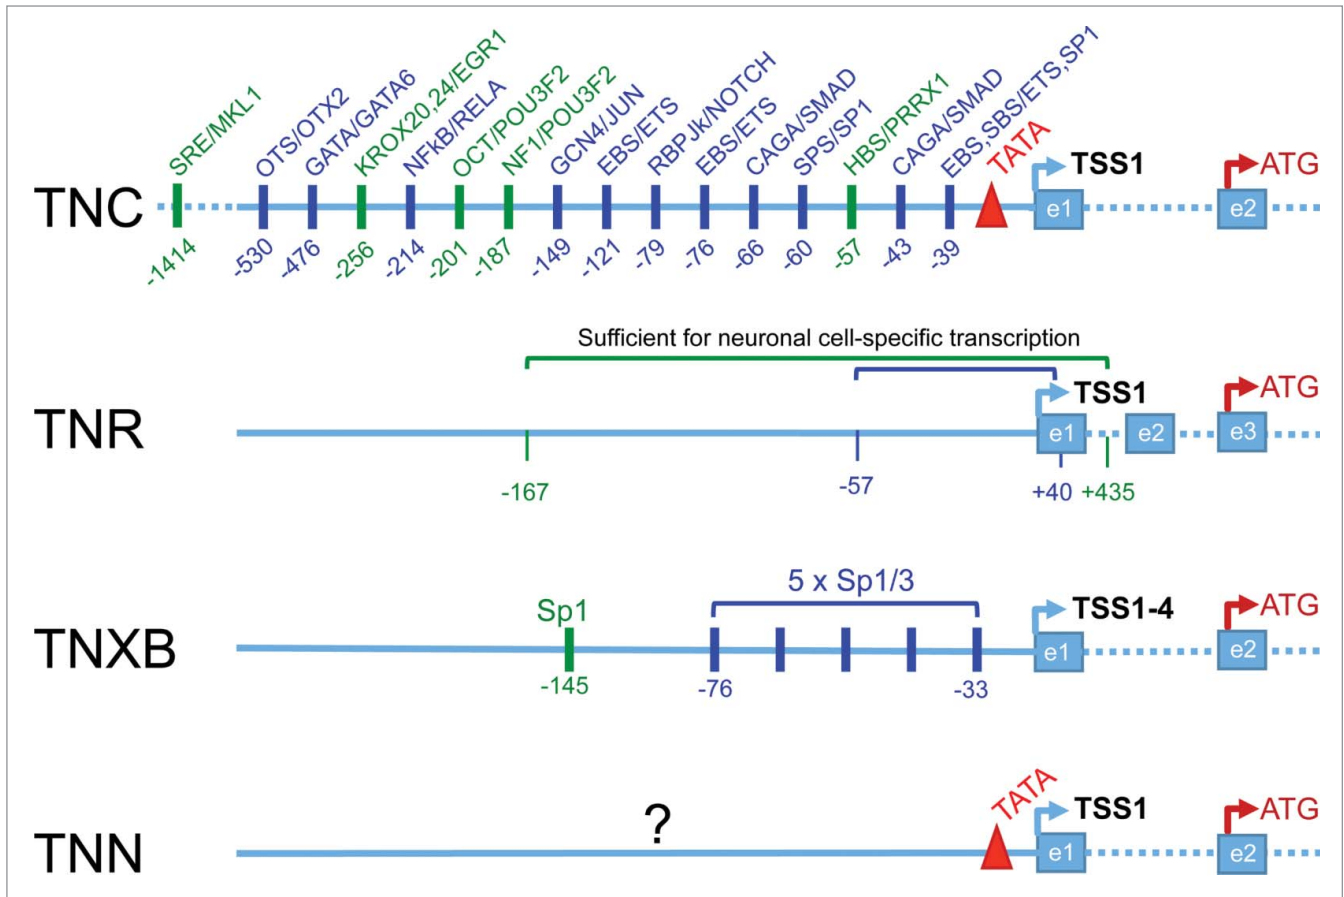 SRE/MKL1
OTS/OTX2
GATA/GATA6
KROX20,24/EGR1
NFkB/RELA
OCT/POU3F2
NF1/POU3F2
GCN4/JUN
EBS/ETS
RBPJk/NOTCH
EBS/ETS
CAGA/SMAD
SPS/SP1
HBS/PRRX1
CAGA/SMAD
EBS,SBS/ETS,SP1
TATA
TSS1
ATG
TNC
e1
e2
-1414
-530
-476
-256
-214
-201
-187
-149
-121
-79
-76
-66
-60
-57
-43
-39
Sufficient for neuronal cell-specific transcription
TSS1
ATG
TNR
e1
e2
e3
-167
-57
+40
+435
5 x Sp1/3
Sp1
TSS1-4
ATG
TNXB
e1
e2
-145
-76
-33
?
TATA
TSS1
ATG
TNN
e1
e2